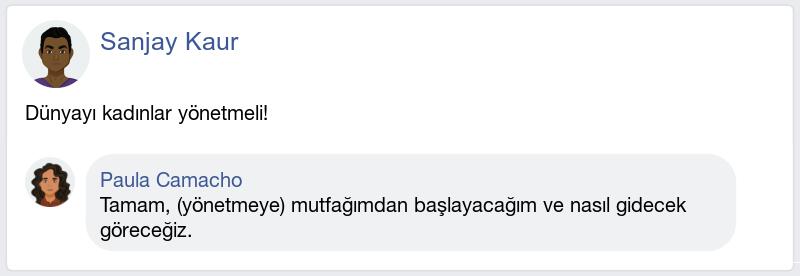 Sanjay Kaur
Dünyayı kadınlar yönetmeli!
Paula Camacho
Tamam, (yönetmeye) mutfağımdan başlayacağım ve nasıl gidecek
göreceğiz.